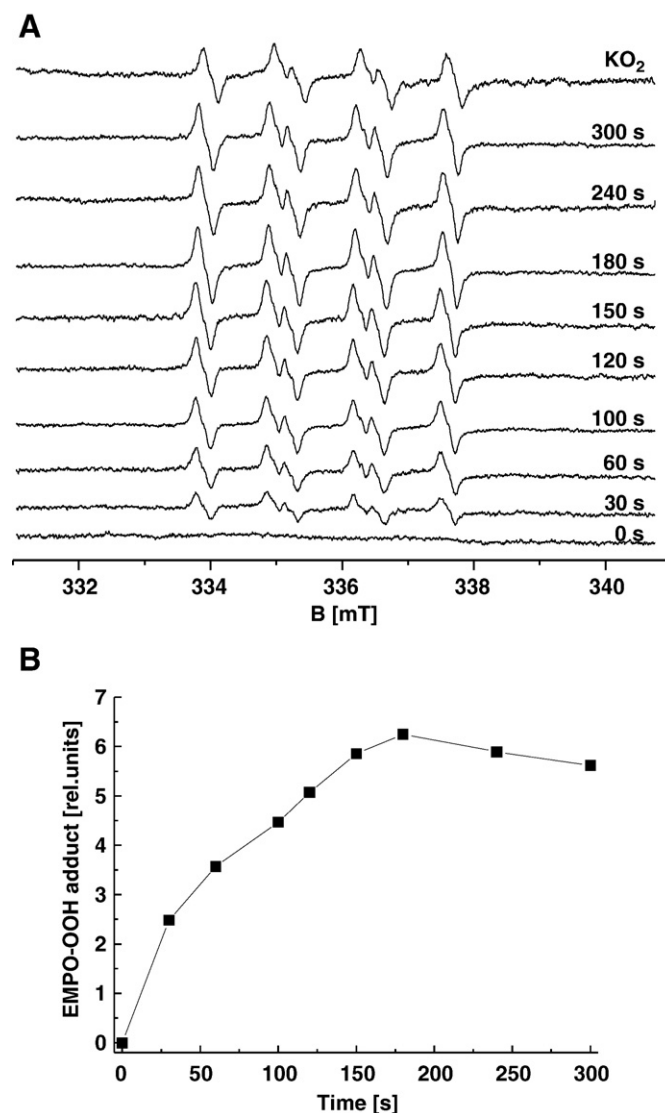 A
KO₂
300 s
240 s
180 s
150 s
120 s
100 s
60 s
30 s
0 s
332 334 336 338 340
B [mT]
B
7
6
5
4
3
2
1
0
EMPO-OOH adduct [rel.units]
0 50 100 150 200 250 300
Time [s]